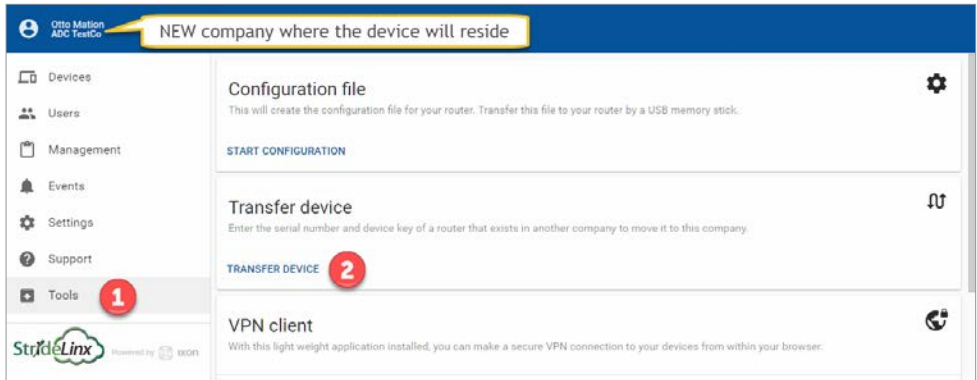 Otto Mation
ADC TestCo
NEW company where the device will reside
Devices
Users
Management
Events
Settings
Support
Tools
1
StrideLinx
Powered by IXON
Configuration file
This will create the configuration file for your router. Transfer this file to your router by a USB memory stick.
START CONFIGURATION
Transfer device
Enter the serial number and device key of a router that exists in another company to move it to this company.
TRANSFER DEVICE
2
VPN client
With this light weight application installed, you can make a secure VPN connection to your devices from within your browser.